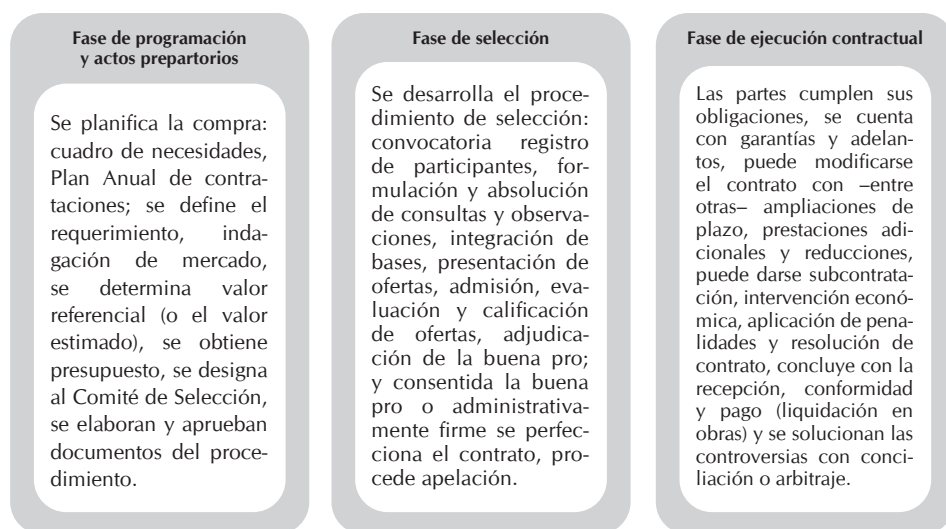 Fase de programación
y actos prepartorios
Se planifica la compra:
cuadro de necesidades,
Plan Anual de contra-
taciones; se define el
requerimiento, inda-
gación de mercado,
se determina valor
referencial (o el valor
estimado), se obtiene
presupuesto, se designa
al Comité de Selección,
se elaboran y aprueban
documentos del proce-
dimiento.
Fase de selección
Se desarrolla el proce-
dimiento de selección:
convocatoria registro
de participantes, for-
mulación y absolución
de consultas y observa-
ciones, integración de
bases, presentación de
ofertas, admisión, eva-
luación y calificación
de ofertas, adjudica-
ción de la buena pro;
y consentida la buena
pro o administrativa-
mente firme se perfec-
ciona el contrato, pro-
cede apelación.
Fase de ejecución contractual
Las partes cumplen sus
obligaciones, se cuenta
con garantías y adelan-
tos, puede modificarse
el contrato con –entre
otras– ampliaciones de
plazo, prestaciones adi-
cionales y reducciones,
puede darse subcontrata-
ción, intervención econó-
mica, aplicación de pena-
lidades y resolución de
contrato, concluye con la
recepción, conformidad
y pago (liquidación en
obras) y se solucionan las
controversias con conci-
liación o arbitraje.